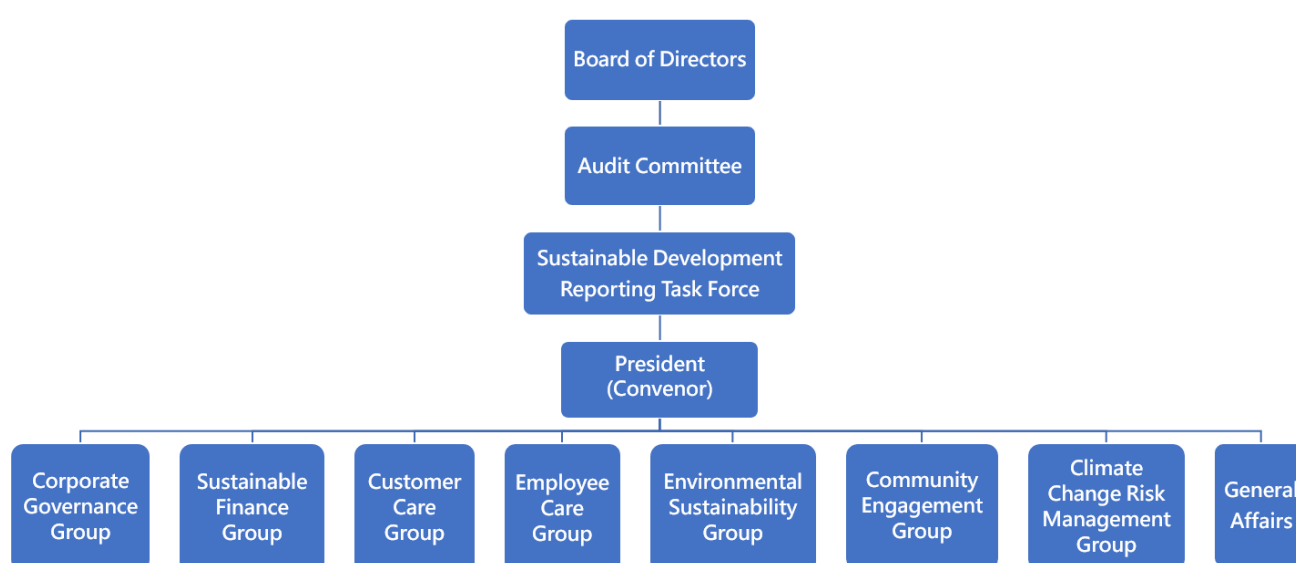 Board of Directors
Audit Committee
Sustainable Development
Reporting Task Force
President
(Convenor)
Corporate
Governance
Group
Sustainable
Finance
Group
Customer
Care
Group
Employee
Care
Group
Environmental
Sustainability
Group
Community
Engagement
Group
Climate
Change Risk
Management
Group
General
Affairs